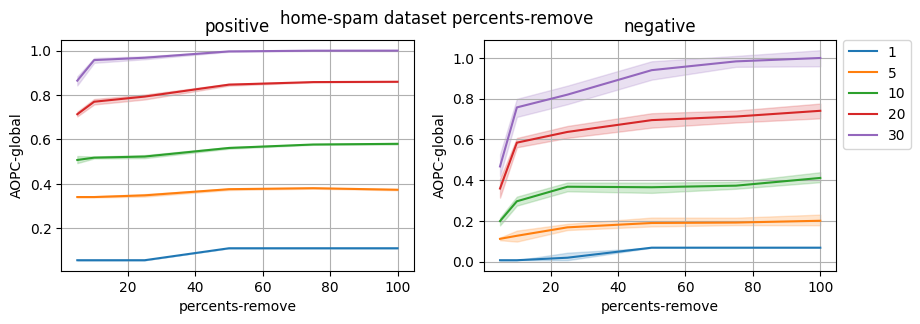 home-spam dataset percents-remove
positive
AOPC-global
1.0
0.8
0.6
0.4
0.2
20 40 60 80 100
percents-remove
negative
AOPC-global
1.0
0.8
0.6
0.4
0.2
0.0
20 40 60 80 100
percents-remove
1
5
10
20
30